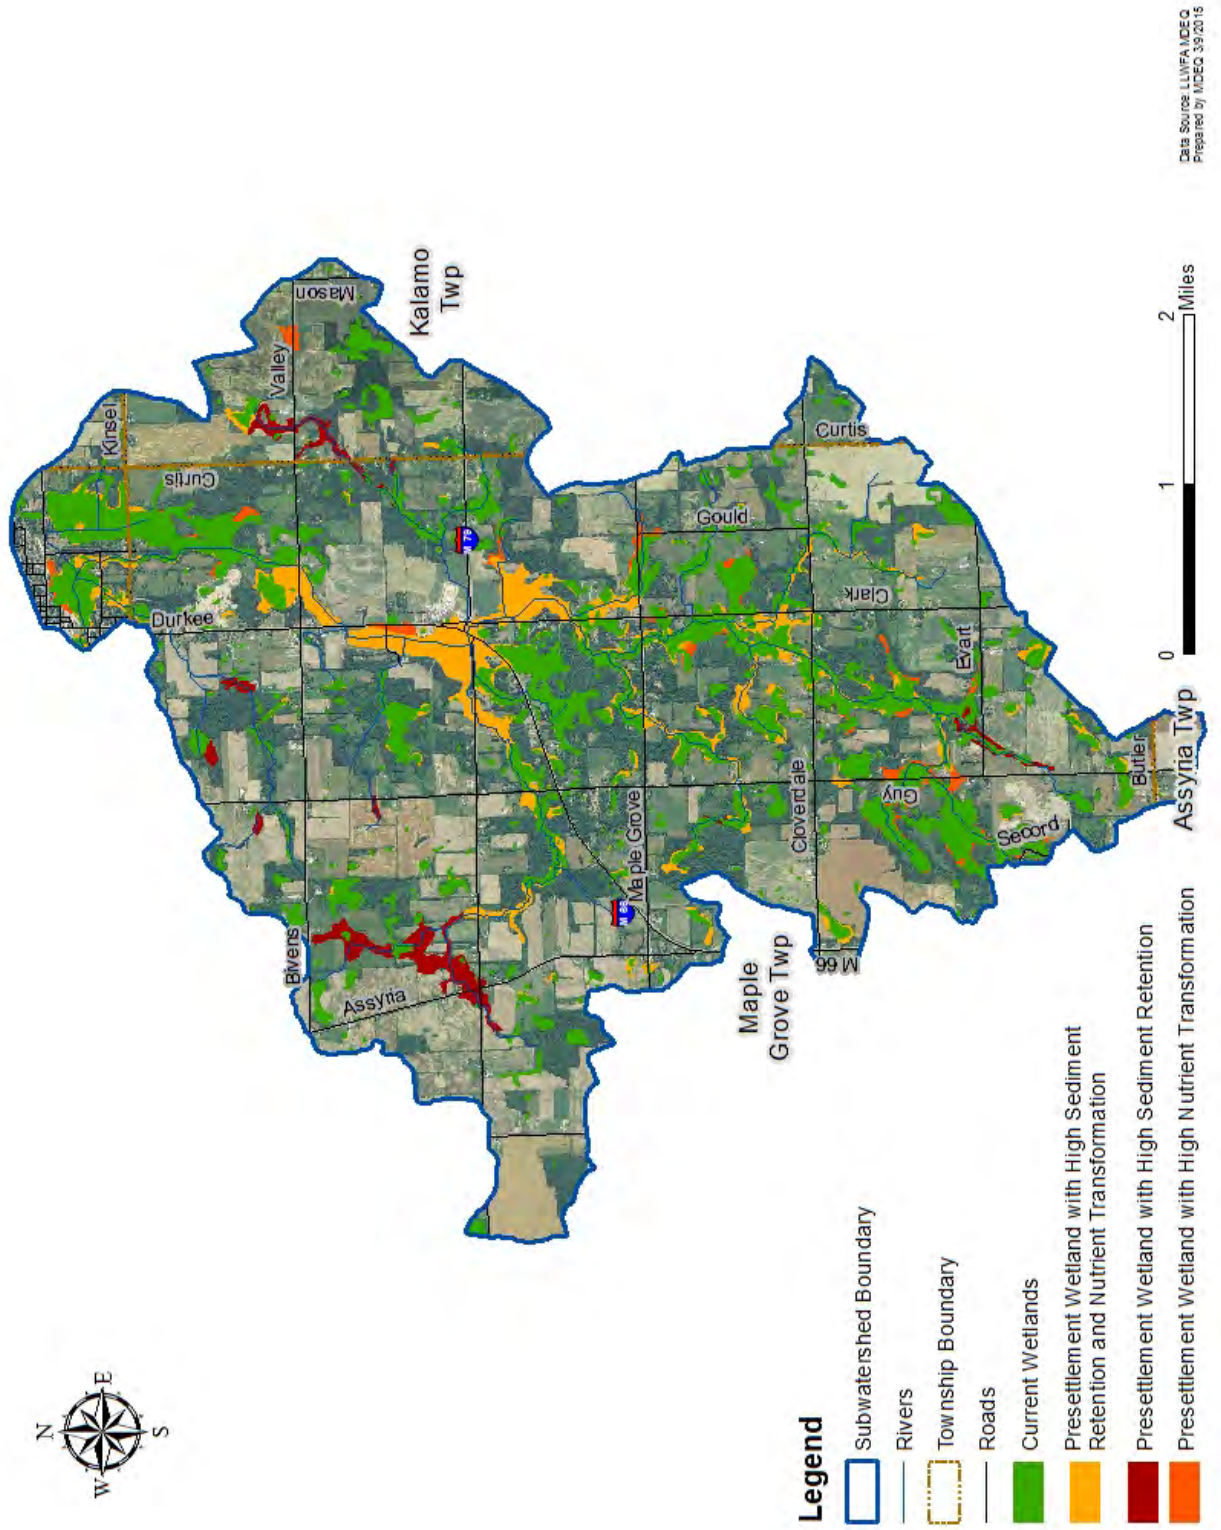 N
W
E
S
Kinsel
Curtis
Durkee
Valley
Mason
Kalamo
Twp
Bivens
Assyria
M 79
M 66
Maple Grove
Gould
Curtis
Clark
Cloverdale
Evart
Guy
Secord
Butler
M 66
Maple
Grove Twp
Assyria Twp
Legend
Subwatershed Boundary
Rivers
Township Boundary
Roads
Current Wetlands
Presettlement Wetland with High Sediment
Retention and Nutrient Transformation
Presettlement Wetland with High Sediment Retention
Presettlement Wetland with High Nutrient Transformation
0 1 2
Miles
Data Source: LLWFA MDEQ
Prepared by MDEQ 3/9/2015